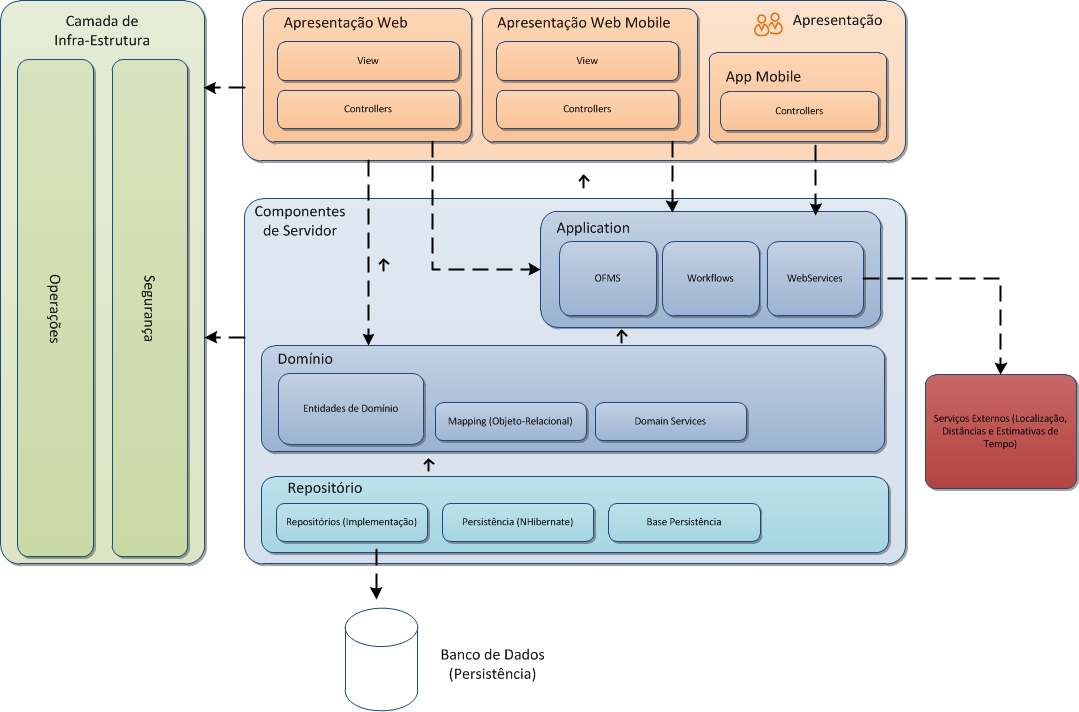 Camada de
Infra-Estrutura
Operações
Segurança
Apresentação Web
View
Controllers
Apresentação Web Mobile
View
Controllers
Apresentação
App Mobile
Controllers
Componentes
de Servidor
Application
OFMS
Workflows
WebServices
Domínio
Entidades de Domínio
Mapping (Objeto-Relacional)
Domain Services
Serviços Externos (Localização,
Distâncias e Estimativas de
Tempo)
Repositório
Repositórios (Implementação)
Persistência (NHibernate)
Base Persistência
Banco de Dados
(Persistência)